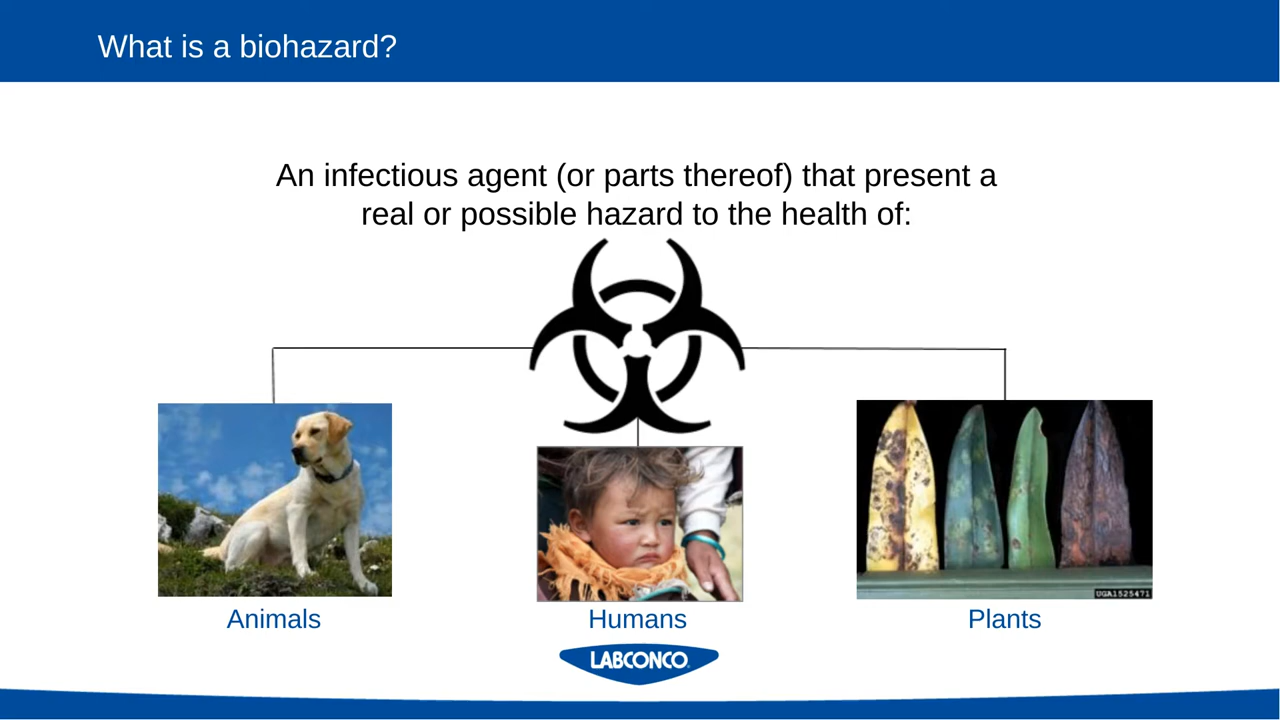 What is a biohazard?
An infectious agent (or parts thereof) that present a
real or possible hazard to the health of:
UGA1525471
Animals
Humans
Plants
LABCONCO